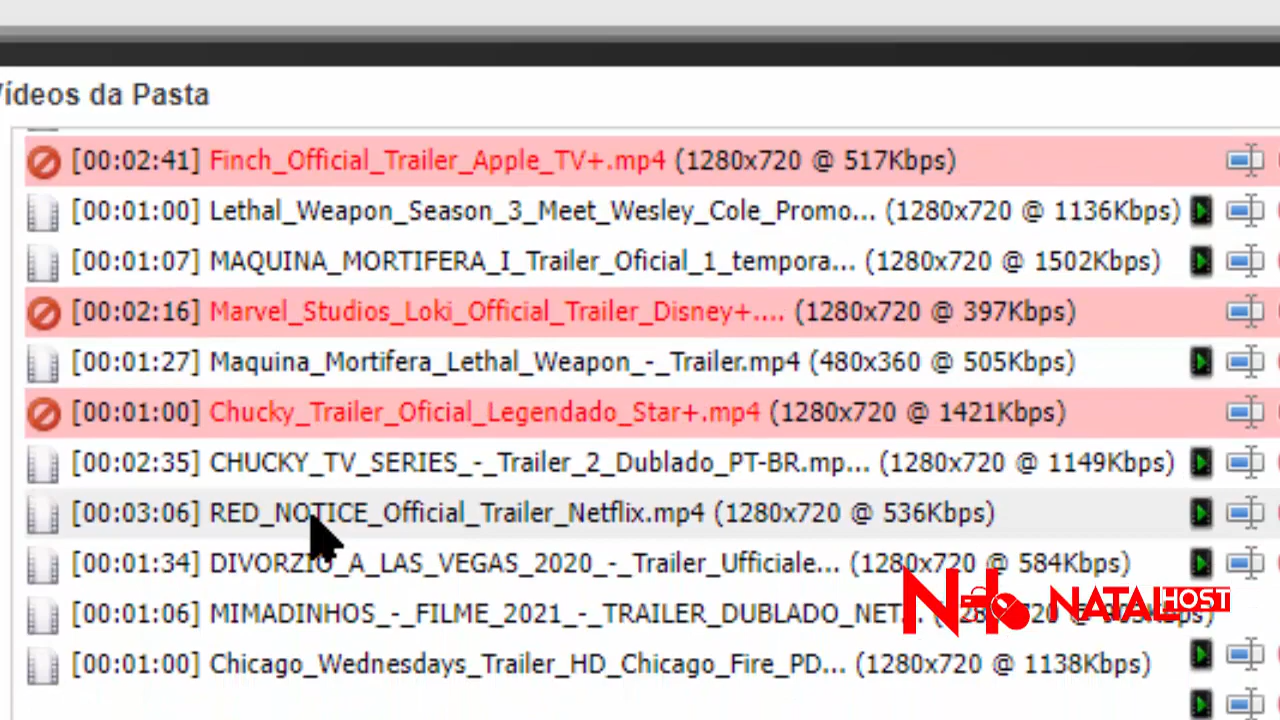 Vídeos da Pasta
[00:02:41] Finch_Official_Trailer_Apple_TV+.mp4 (1280x720 @ 517Kbps)
[00:01:00] Lethal_Weapon_Season_3_Meet_Wesley_Cole_Promo... (1280x720 @ 1136Kbps)
[00:01:07] MAQUINA_MORTIFERA_I_Trailer_Oficial_1_tempora... (1280x720 @ 1502Kbps)
[00:02:16] Marvel_Studios_Loki_Official_Trailer_Disney+.... (1280x720 @ 397Kbps)
[00:01:27] Maquina_Mortifera_Lethal_Weapon_-_Trailer.mp4 (480x360 @ 505Kbps)
[00:01:00] Chucky_Trailer_Oficial_Legendado_Star+.mp4 (1280x720 @ 1421Kbps)
[00:02:35] CHUCKY_TV_SERIES_-_Trailer_2_Dublado_PT-BR.mp... (1280x720 @ 1149Kbps)
[00:03:06] RED_NOTICE_Official_Trailer_Netflix.mp4 (1280x720 @ 536Kbps)
[00:01:34] DIVORZIO_A_LAS_VEGAS_2020_-_Trailer_Ufficiale... (1280x720 @ 584Kbps)
[00:01:06] MIMADINHOS_-_FILME_2021_-_TRAILER_DUBLADO_NET...
NATALHOST
[00:01:00] Chicago_Wednesdays_Trailer_HD_Chicago_Fire_PD... (1280x720 @ 1138Kbps)